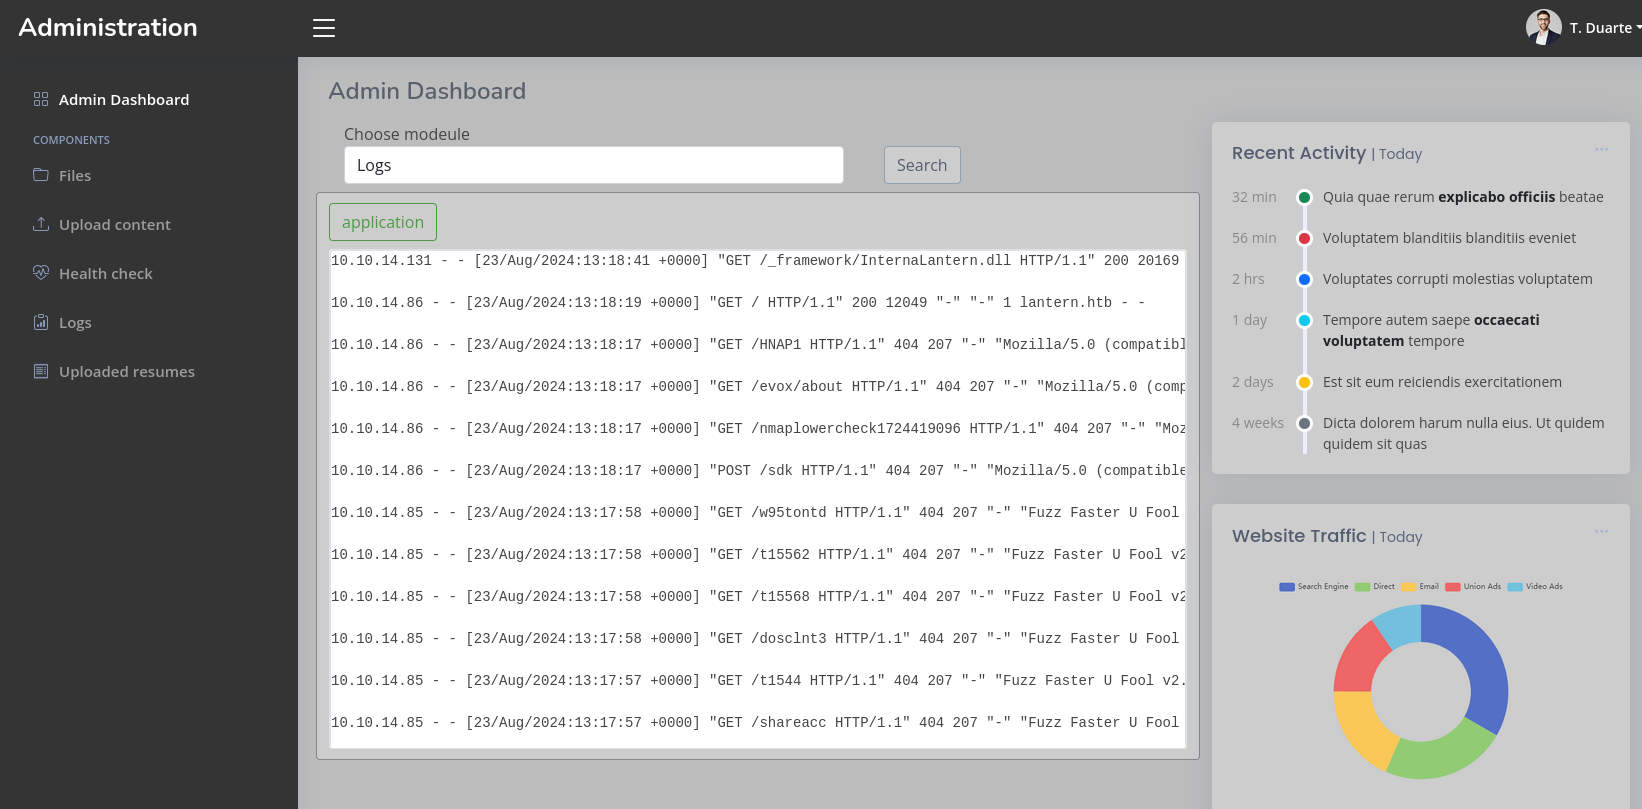 Administration
T. Duarte
Admin Dashboard
COMPONENTS
Files
Upload content
Health check
Logs
Uploaded resumes
Admin Dashboard
Choose modeule
Logs
Search
application
10.10.14.131 - - [23/Aug/2024:13:18:41 +0000] "GET /_framework/InternaLantern.dll HTTP/1.1" 200 20169
10.10.14.86 - - [23/Aug/2024:13:18:19 +0000] "GET / HTTP/1.1" 200 12049 "-" "-" 1 lantern.htb - -
10.10.14.86 - - [23/Aug/2024:13:18:17 +0000] "GET /HNAP1 HTTP/1.1" 404 207 "-" "Mozilla/5.0 (compatibl
10.10.14.86 - - [23/Aug/2024:13:18:17 +0000] "GET /evox/about HTTP/1.1" 404 207 "-" "Mozilla/5.0 (comp
10.10.14.86 - - [23/Aug/2024:13:18:17 +0000] "GET /nmaplowercheck1724419096 HTTP/1.1" 404 207 "-" "Moz
10.10.14.86 - - [23/Aug/2024:13:18:17 +0000] "POST /sdk HTTP/1.1" 404 207 "-" "Mozilla/5.0 (compatible
10.10.14.85 - - [23/Aug/2024:13:17:58 +0000] "GET /w95tontd HTTP/1.1" 404 207 "-" "Fuzz Faster U Fool
10.10.14.85 - - [23/Aug/2024:13:17:58 +0000] "GET /t15562 HTTP/1.1" 404 207 "-" "Fuzz Faster U Fool v2
10.10.14.85 - - [23/Aug/2024:13:17:58 +0000] "GET /t15568 HTTP/1.1" 404 207 "-" "Fuzz Faster U Fool v2
10.10.14.85 - - [23/Aug/2024:13:17:58 +0000] "GET /dosclnt3 HTTP/1.1" 404 207 "-" "Fuzz Faster U Fool
10.10.14.85 - - [23/Aug/2024:13:17:57 +0000] "GET /t1544 HTTP/1.1" 404 207 "-" "Fuzz Faster U Fool v2.
10.10.14.85 - - [23/Aug/2024:13:17:57 +0000] "GET /shareacc HTTP/1.1" 404 207 "-" "Fuzz Faster U Fool
Recent Activity | Today
32 min Quia quae rerum explicabo officiis beatae
56 min Voluptatem blanditiis blanditiis eveniet
2 hrs Voluptates corrupti molestias voluptatem
1 day Tempore autem saepe occaecati
voluptatem tempore
2 days Est sit eum reiciendis exercitationem
4 weeks Dicta dolorem harum nulla eius. Ut quidem
quidem sit quas
Website Traffic | Today
Search Engine Direct Email Union Ads Video Ads